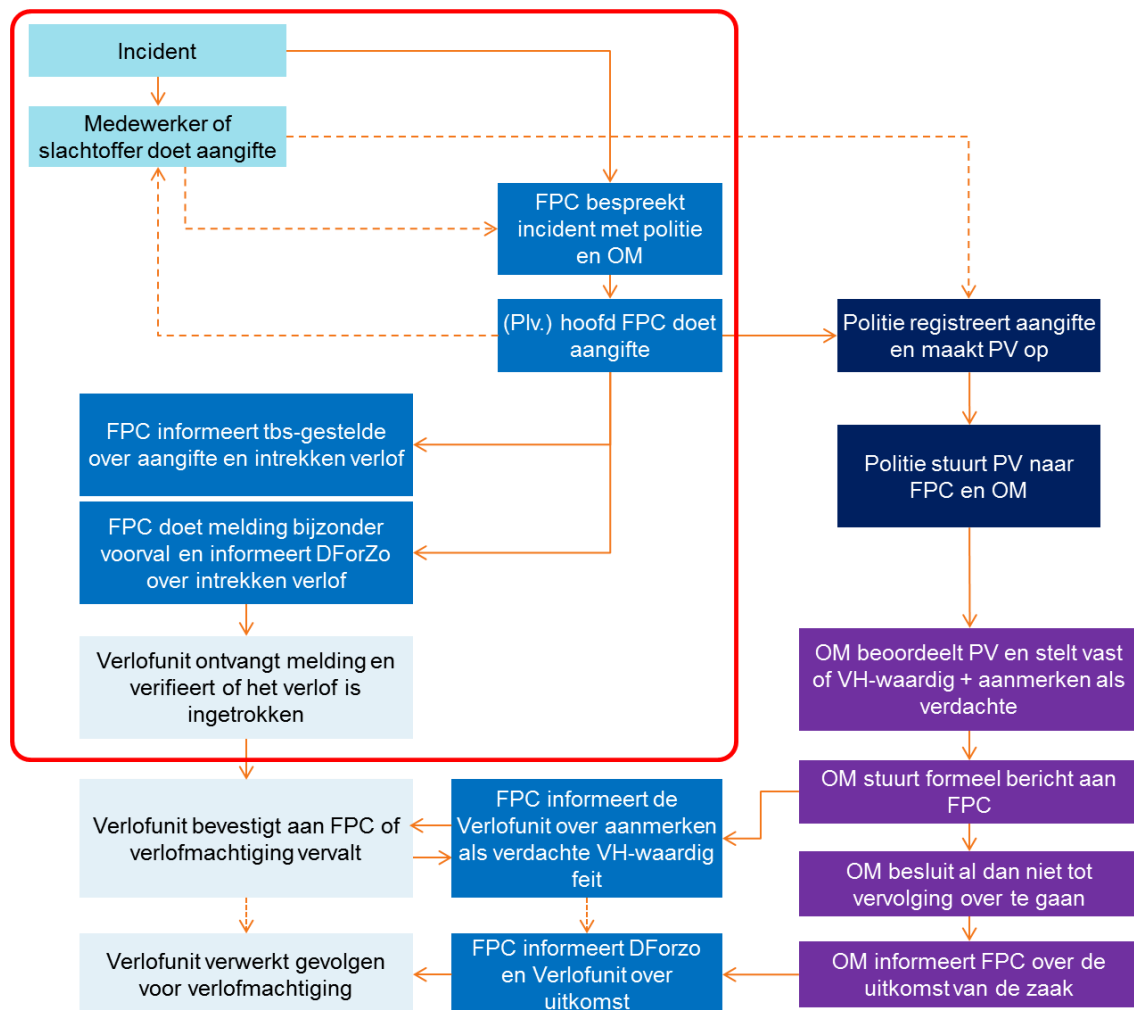 Incident
Medewerker of
slachtoffer doet aangifte
FPC bespreekt
incident met politie
en OM
(Plv.) hoofd FPC doet
aangifte
Politie registreert aangifte
en maakt PV op
FPC informeert tbs-gestelde
over aangifte en intrekken verlof
Politie stuurt PV naar
FPC en OM
FPC doet melding bijzonder
voorval en informeert DForZo
over intrekken verlof
Verlofunit ontvangt melding en
verifieert of het verlof is
ingetrokken
OM beoordeelt PV en stelt vast
of VH-waardig + aanmerken als
verdachte
OM stuurt formeel bericht aan
FPC
Verlofunit bevestigt aan FPC of
verlofmachtiging vervalt
FPC informeert de
Verlofunit over aanmerken
als verdachte VH-waardig
feit
OM besluit al dan niet tot
vervolging over te gaan
Verlofunit verwerkt gevolgen
voor verlofmachtiging
FPC informeert DForzo
en Verlofunit over
uitkomst
OM informeert FPC over de
uitkomst van de zaak